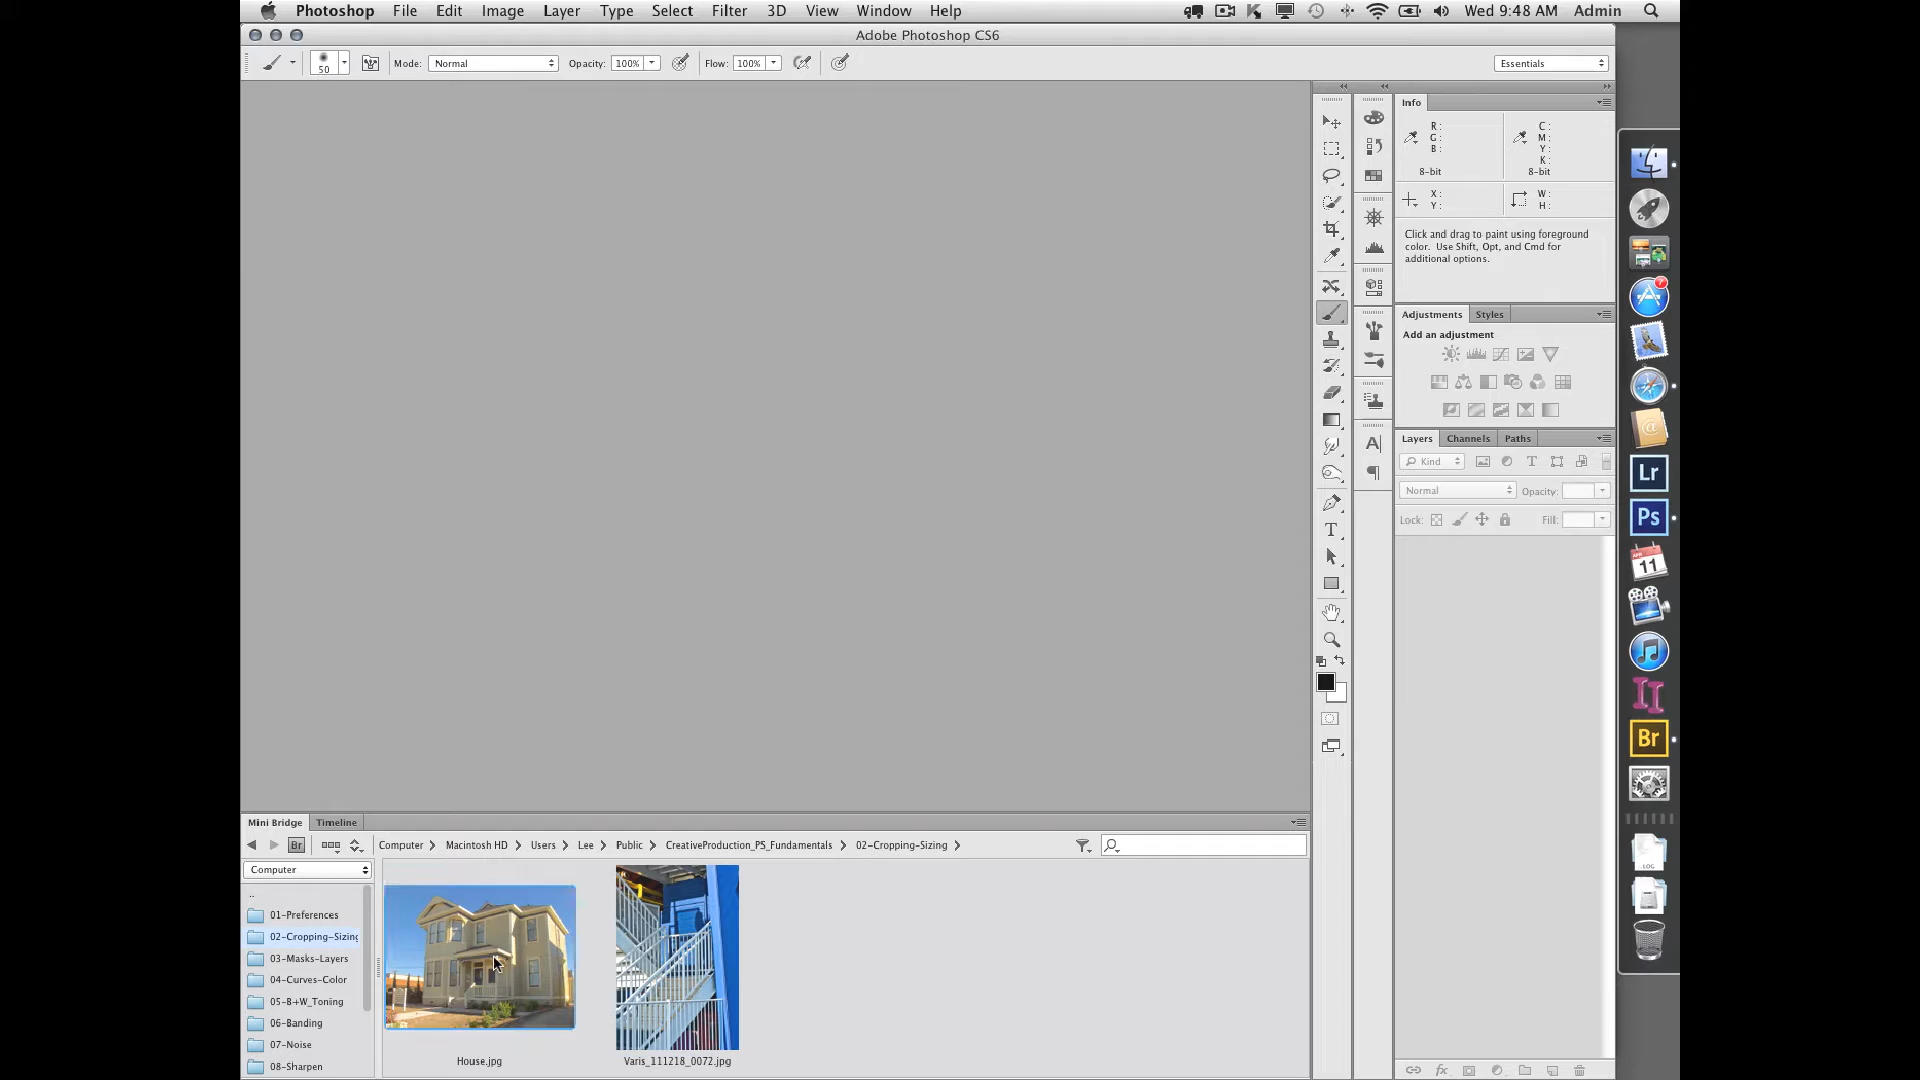 Photoshop File Edit Image Layer Type Select Filter 3D View Window Help Wed 9:48 AM Admin
Adobe Photoshop CS6
50 Mode: Normal Opacity: 100% Flow: 100% Essentials
Info
R: C:
G: M:
B: Y:
K:
8-bit 8-bit
X: W:
Y: H:
Click and drag to paint using foreground
color. Use Shift, Opt, and Cmd for
additional options.
Adjustments Styles
Add an adjustment
Layers Channels Paths
Kind T
Normal Opacity:
Lock: Fill:
A
T
Lr
Ps
APR
11
Br
LOG
Mini Bridge Timeline
Br Computer Macintosh HD Users Lee Public CreativeProduction_PS_Fundamentals 02-Cropping-Sizing
Computer
..
01-Preferences
02-Cropping-Sizing
03-Masks-Layers
04-Curves-Color
05-B+W_Toning
06-Banding
07-Noise
08-Sharpen
House.jpg Varis_111218_0072.jpg
fx